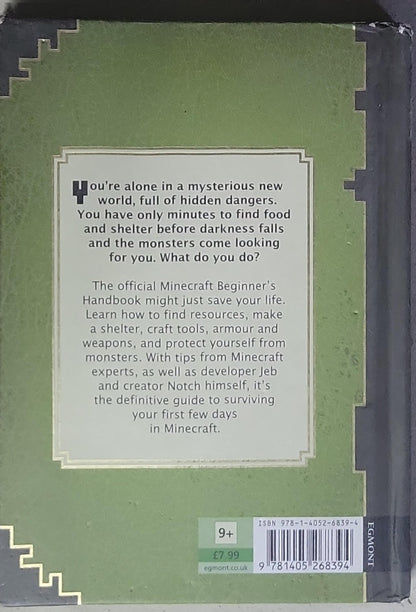 You're alone in a mysterious new
world, full of hidden dangers.
You have only minutes to find food
and shelter before darkness falls
and the monsters come looking
for you. What do you do?
The official Minecraft Beginner's
Handbook might just save your life.
Learn how to find resources, make
a shelter, craft tools, armour and
weapons, and protect yourself from
monsters. With tips from Minecraft
experts, as well as developer Jeb
and creator Notch himself, it's
the definitive guide to surviving
your first few days
in Minecraft.
9+
£7.99
egmont.co.uk
ISBN 978-1-4052-6839-4
9 781405 268394
EGMONT